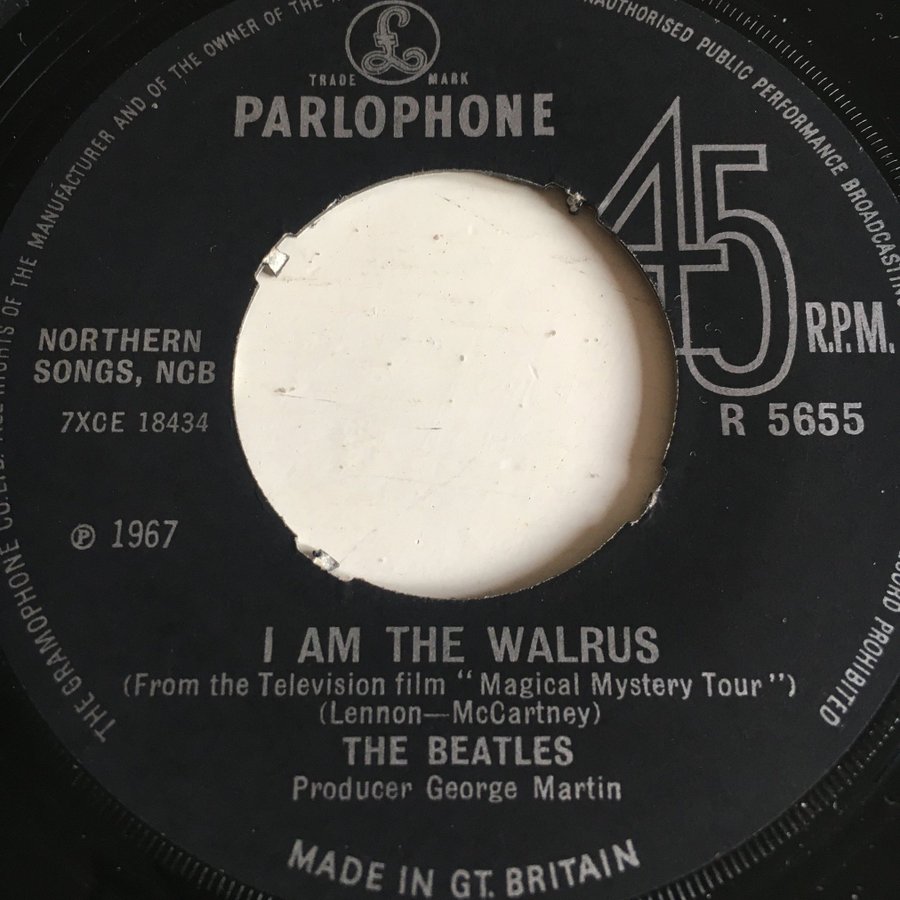 THE GRAMOPHONE CO. LTD. ALL RIGHTS OF THE MANUFACTURER AND OF THE OWNER OF THE
AUTHORISED PUBLIC PERFORMANCE BROADCASTING
RECORD PROHIBITED
£
TRADE MARK
PARLOPHONE
45
R.P.M.
NORTHERN
SONGS, NCB
7XCE 18434
R 5655
℗ 1967
I AM THE WALRUS
(From the Television film “Magical Mystery Tour”)
(Lennon—McCartney)
THE BEATLES
Producer George Martin
MADE IN GT. BRITAIN